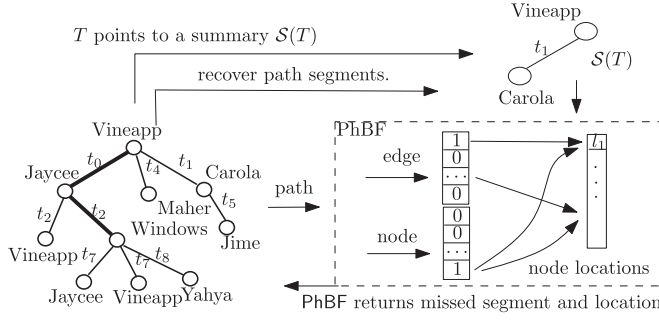 Vineapp
T points to a summary S(T)
t1
S(T)
recover path segments.
Carola
Vineapp
PhBF
t0
t4
t1
Carola
Jaycee
edge
1
0
...
0
l1
t5
path
Maher
t2
t2
Windows
Jime
node
0
0
...
1
Vineapp
t7
t7
t8
node locations
Jaycee
Vineapp
Yahya
PhBF returns missed segment and location